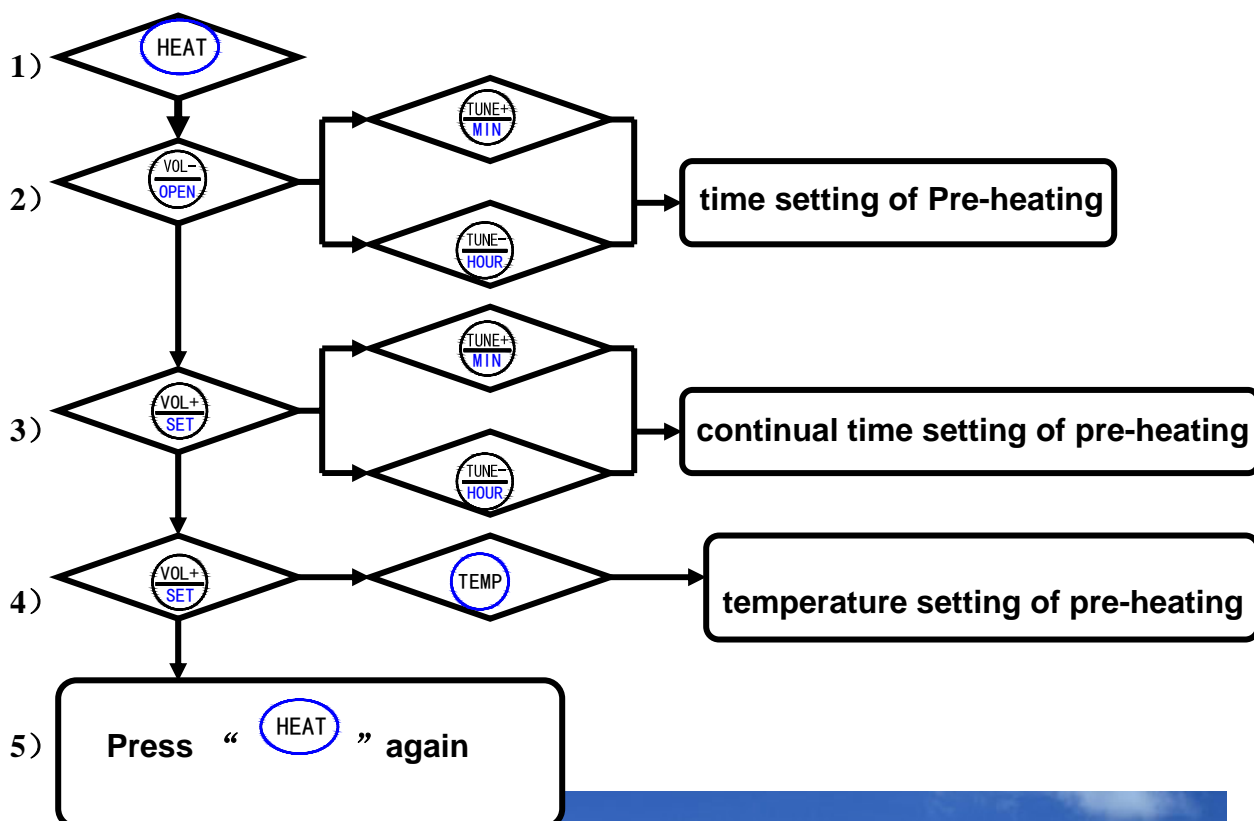 1）
HEAT
2）
VOL-
OPEN
TUNE+
MIN
TUNE-
HOUR
time setting of Pre-heating
3）
VOL+
SET
TUNE+
MIN
TUNE-
HOUR
continual time setting of pre-heating
4）
VOL+
SET
TEMP
temperature setting of pre-heating
5）
Press “ HEAT ” again